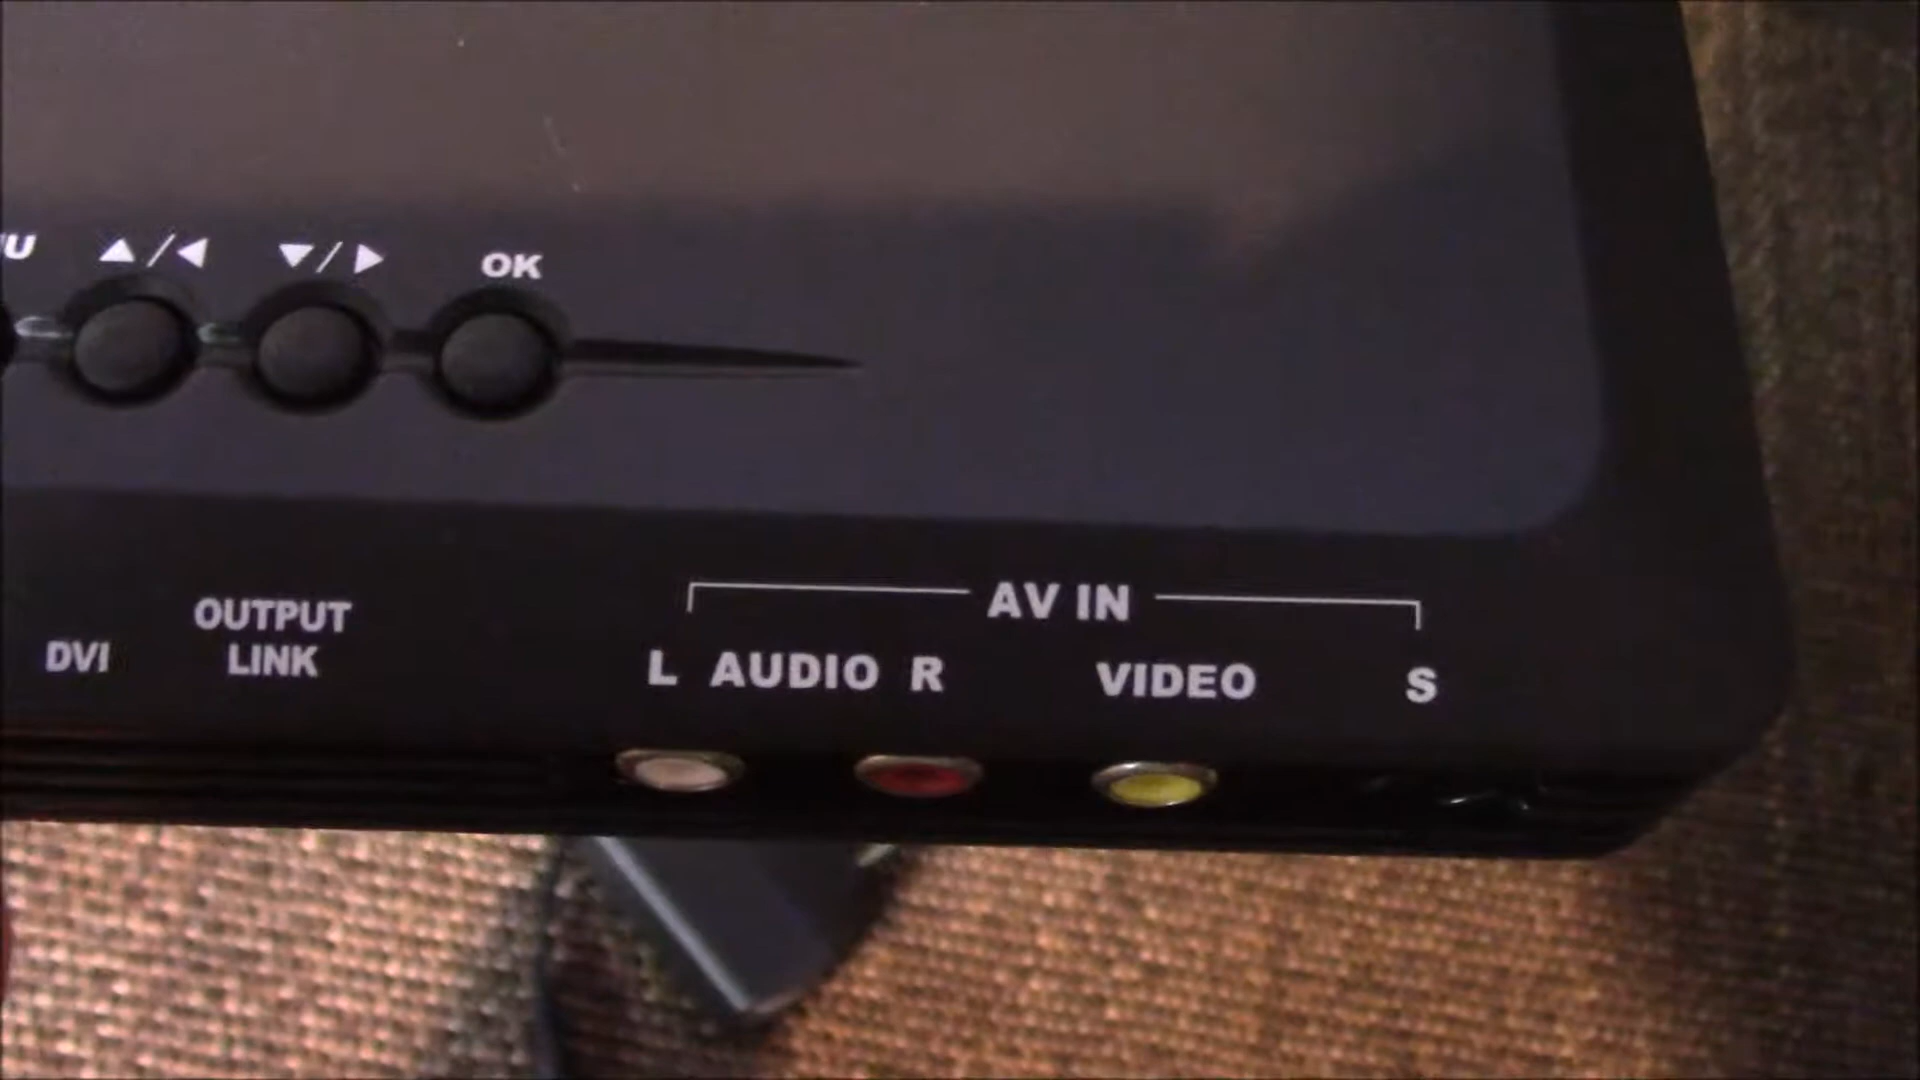 U ▲/◀ ▼/▶ OK
AV IN
OUTPUT
LINK
DVI
L AUDIO R VIDEO S